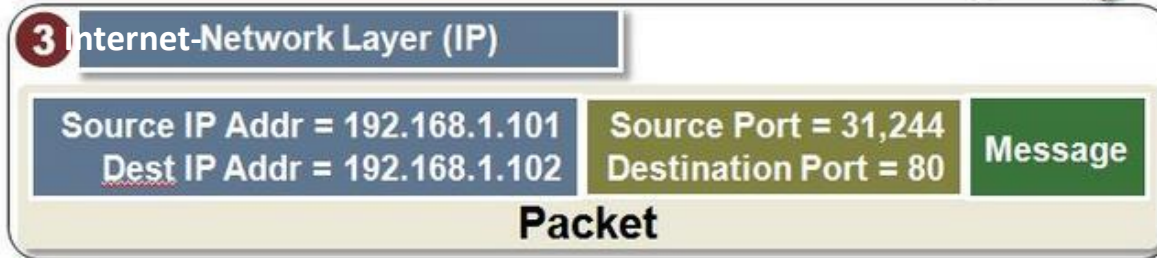 3 Internet-Network Layer (IP)
Source IP Addr = 192.168.1.101
Dest IP Addr = 192.168.1.102
Source Port = 31,244
Destination Port = 80
Message
Packet